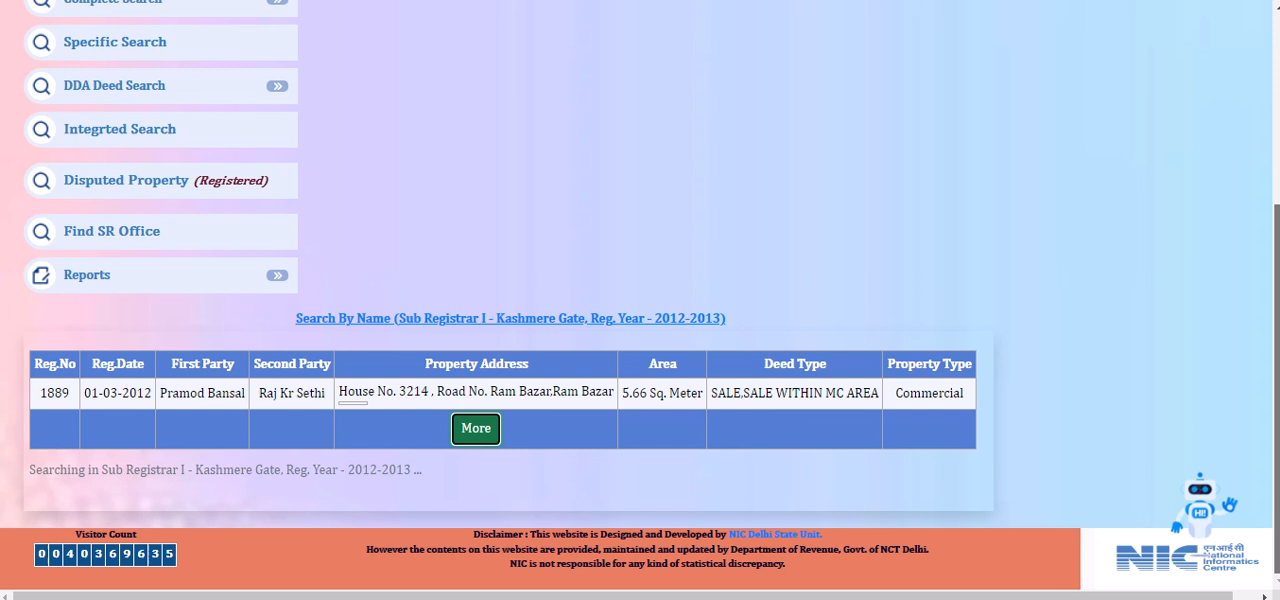 Complete Search
Specific Search
DDA Deed Search
Integrted Search
Disputed Property (Registered)
Find SR Office
Reports
Search By Name (Sub Registrar I - Kashmere Gate, Reg. Year - 2012-2013)
Reg.No Reg.Date First Party Second Party Property Address Area Deed Type Property Type
1889 01-03-2012 Pramod Bansal Raj Kr Sethi House No. 3214 , Road No. Ram Bazar,Ram Bazar 5.66 Sq. Meter SALE,SALE WITHIN MC AREA Commercial
More
Searching in Sub Registrar I - Kashmere Gate, Reg. Year - 2012-2013 ...
HI!
Visitor Count
0040369635
Disclaimer : This website is Designed and Developed by NIC Delhi State Unit.
However the contents on this website are provided, maintained and updated by Department of Revenue, Govt. of NCT Delhi.
NIC is not responsible for any kind of statistical discrepancy.
NIC एन आई सी
National
Informatics
Centre